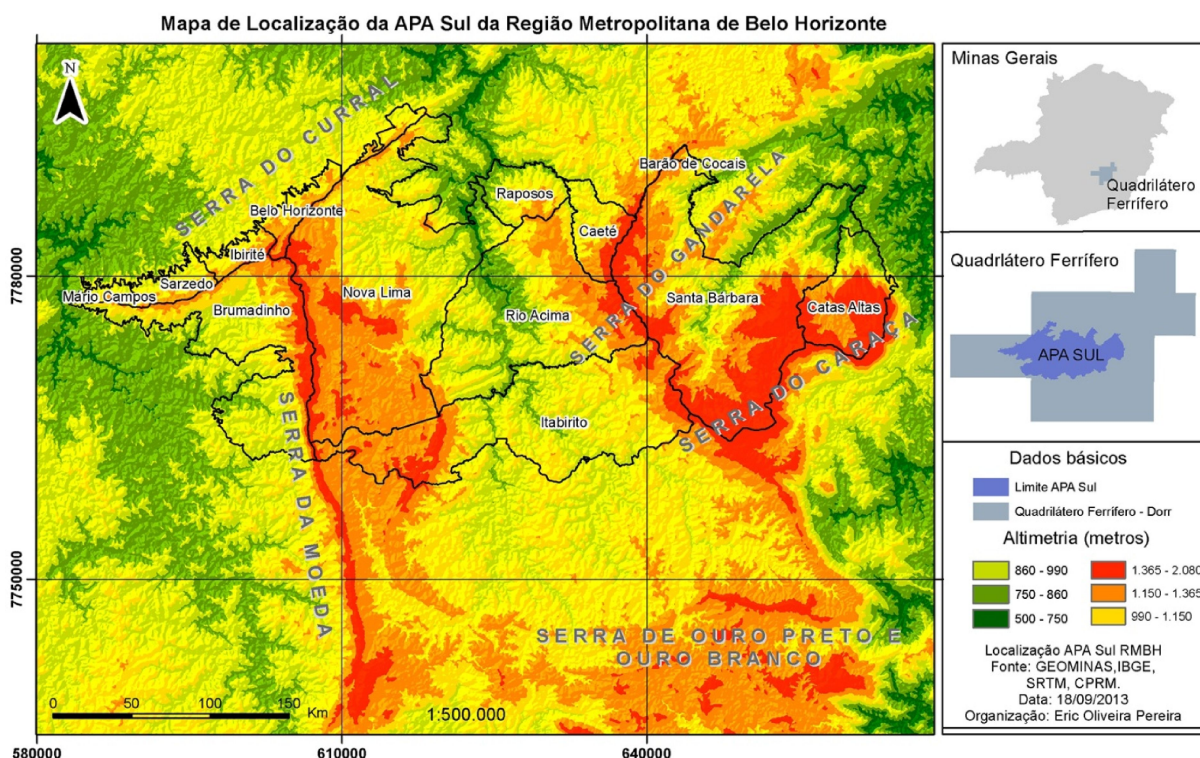 Mapa de Localização da APA Sul da Região Metropolitana de Belo Horizonte
N
SERRA DO CURRAL
Barão de Cocais
Raposos
SERRA DO GANDARELA
Belo Horizonte
Caeté
Ibirité
Sarzedo
Mário Campos
Nova Lima
Santa Bárbara
Brumadinho
Rio Acima
Catas Altas
SERRA DO CARAÇA
Itabirito
SERRA DA MOEDA
SERRA DE OURO PRETO E
OURO BRANCO
0 50 100 150
Km
1:500.000
7780000
7750000
580000
610000
640000
Minas Gerais
Quadrilátero
Ferrífero
Quadrlátero Ferrífero
APA SUL
Dados básicos
Limite APA Sul
Quadrilátero Ferrífero - Dorr
Altimetria (metros)
860 - 990
1.365 - 2.080
750 - 860
1.150 - 1.365
500 - 750
990 - 1.150
Localização APA Sul RMBH
Fonte: GEOMINAS,IBGE,
SRTM, CPRM.
Data: 18/09/2013
Organização: Eric Oliveira Pereira